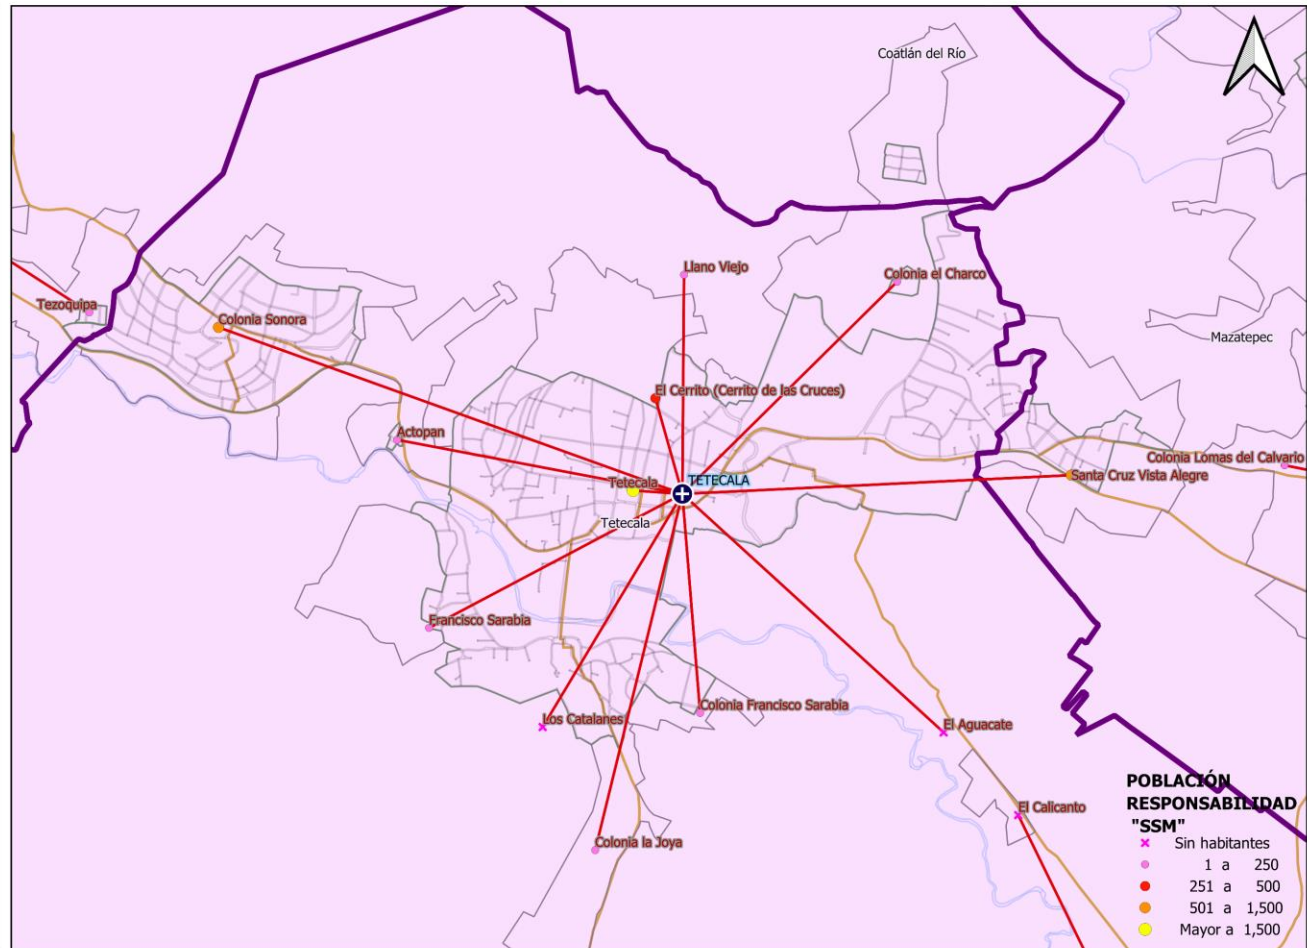 Coatlán del Río
Llano Viejo
Colonia el Charco
Tezoquipa
Colonia Sonora
Mazatepec
El Cerrito (Cerrito de las Cruces)
Actopan
Colonia Lomas del Calvario
Santa Cruz Vista Alegre
Tetecala
TETECALA
Tetecala
Francisco Sarabia
Colonia Francisco Sarabia
Los Catalanes
El Aguacate
El Calicanto
Colonia la Joya
POBLACIÓN
RESPONSABILIDAD
"SSM"
Sin habitantes
1 a 250
251 a 500
501 a 1,500
Mayor a 1,500